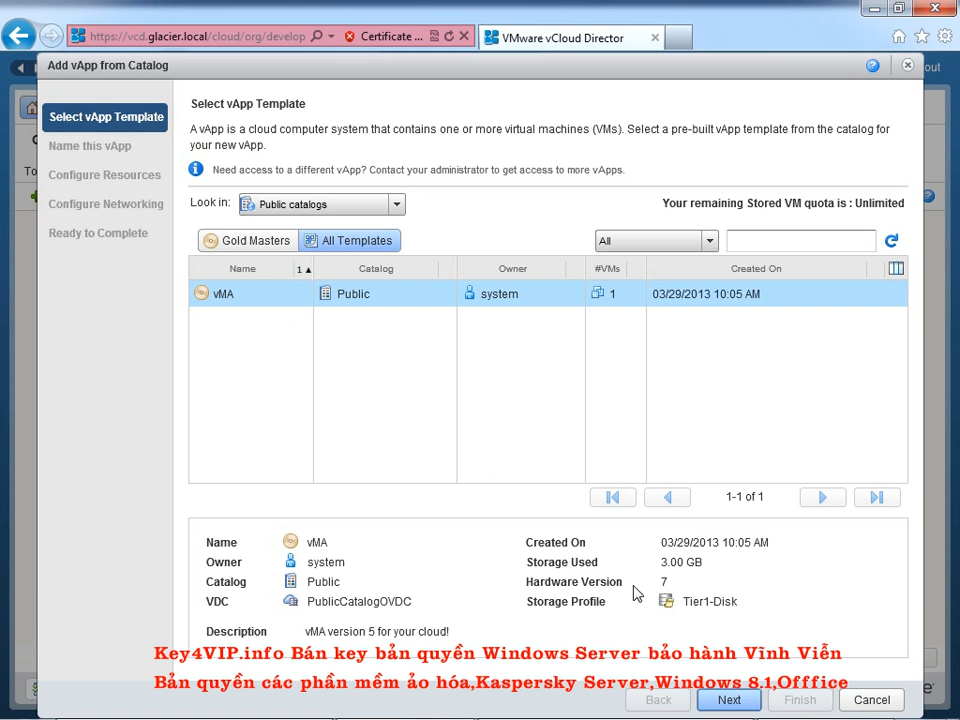 https://vcd.glacier.local/cloud/org/develop
Certificate ...
VMware vCloud Director
Add vApp from Catalog
out
Select vApp Template
Name this vApp
Configure Resources
Configure Networking
Ready to Complete
Select vApp Template
A vApp is a cloud computer system that contains one or more virtual machines (VMs). Select a pre-built vApp template from the catalog for
your new vApp.
Need access to a different vApp? Contact your administrator to get access to more vApps.
Look in: Public catalogs
Your remaining Stored VM quota is : Unlimited
Gold Masters All Templates All
Name 1 ▲ Catalog Owner #VMs Created On
vMA Public system 1 03/29/2013 10:05 AM
1-1 of 1
Name vMA Created On 03/29/2013 10:05 AM
Owner system Storage Used 3.00 GB
Catalog Public Hardware Version 7
VDC PublicCatalogOVDC Storage Profile Tier1-Disk
Description vMA version 5 for your cloud!
Key4VIP.info Bán key bản quyền Windows Server bảo hành Vĩnh Viễn
Bản quyền các phần mềm ảo hóa,Kaspersky Server,Windows 8.1,Offfice
Back Next Finish Cancel